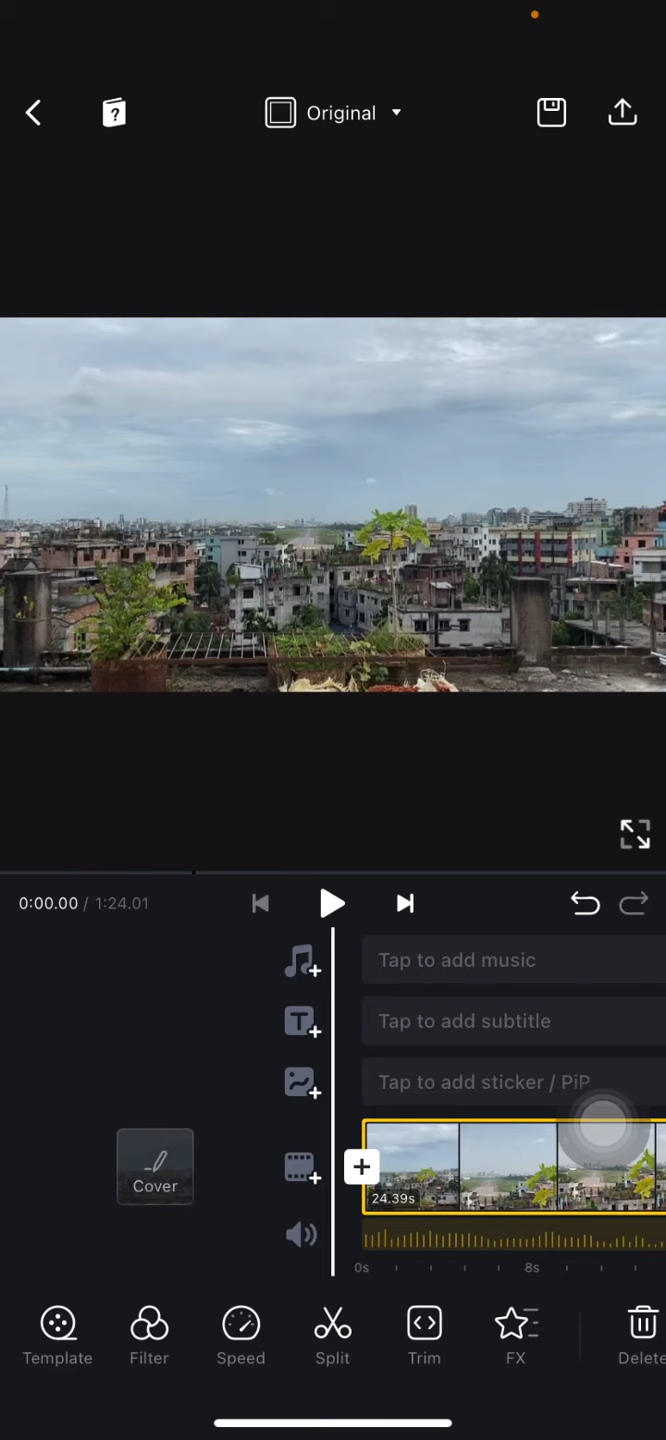 Original
0:00.00 / 1:24.01
Tap to add music
Tap to add subtitle
Tap to add sticker / PiP
Cover
24.39s
0s 8s
Template Filter Speed Split Trim FX Delete